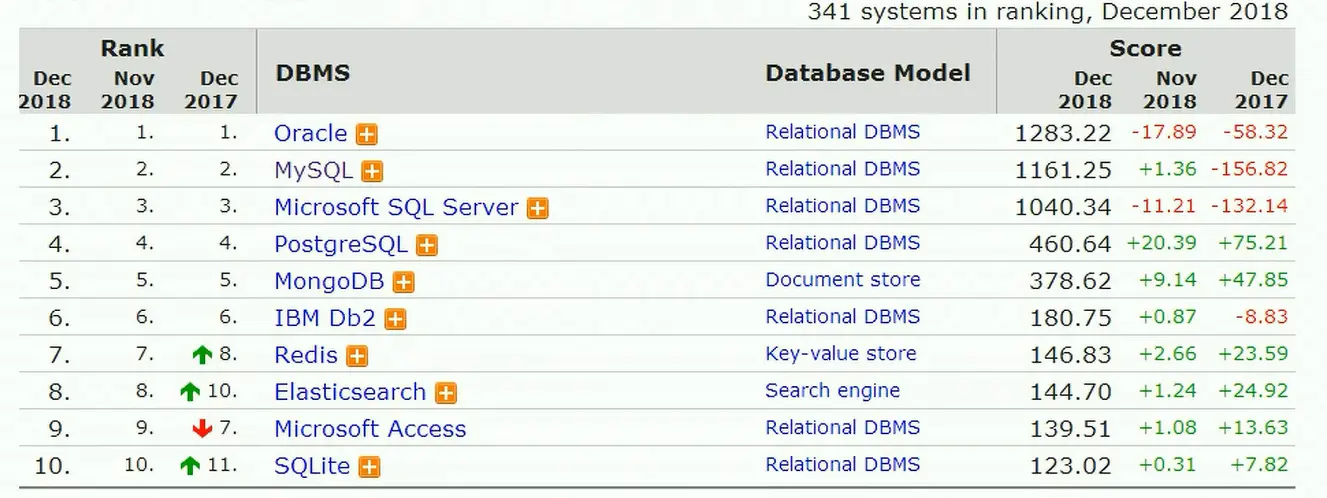 341 systems in ranking, December 2018
Rank Score
DBMS Database Model
Dec Nov Dec Dec Nov Dec
2018 2018 2017 2018 2018 2017
1. 1. 1. Oracle Relational DBMS 1283.22 -17.89 -58.32
2. 2. 2. MySQL Relational DBMS 1161.25 +1.36 -156.82
3. 3. 3. Microsoft SQL Server Relational DBMS 1040.34 -11.21 -132.14
4. 4. 4. PostgreSQL Relational DBMS 460.64 +20.39 +75.21
5. 5. 5. MongoDB Document store 378.62 +9.14 +47.85
6. 6. 6. IBM Db2 Relational DBMS 180.75 +0.87 -8.83
7. 7. 8. Redis Key-value store 146.83 +2.66 +23.59
8. 8. 10. Elasticsearch Search engine 144.70 +1.24 +24.92
9. 9. 7. Microsoft Access Relational DBMS 139.51 +1.08 +13.63
10. 10. 11. SQLite Relational DBMS 123.02 +0.31 +7.82